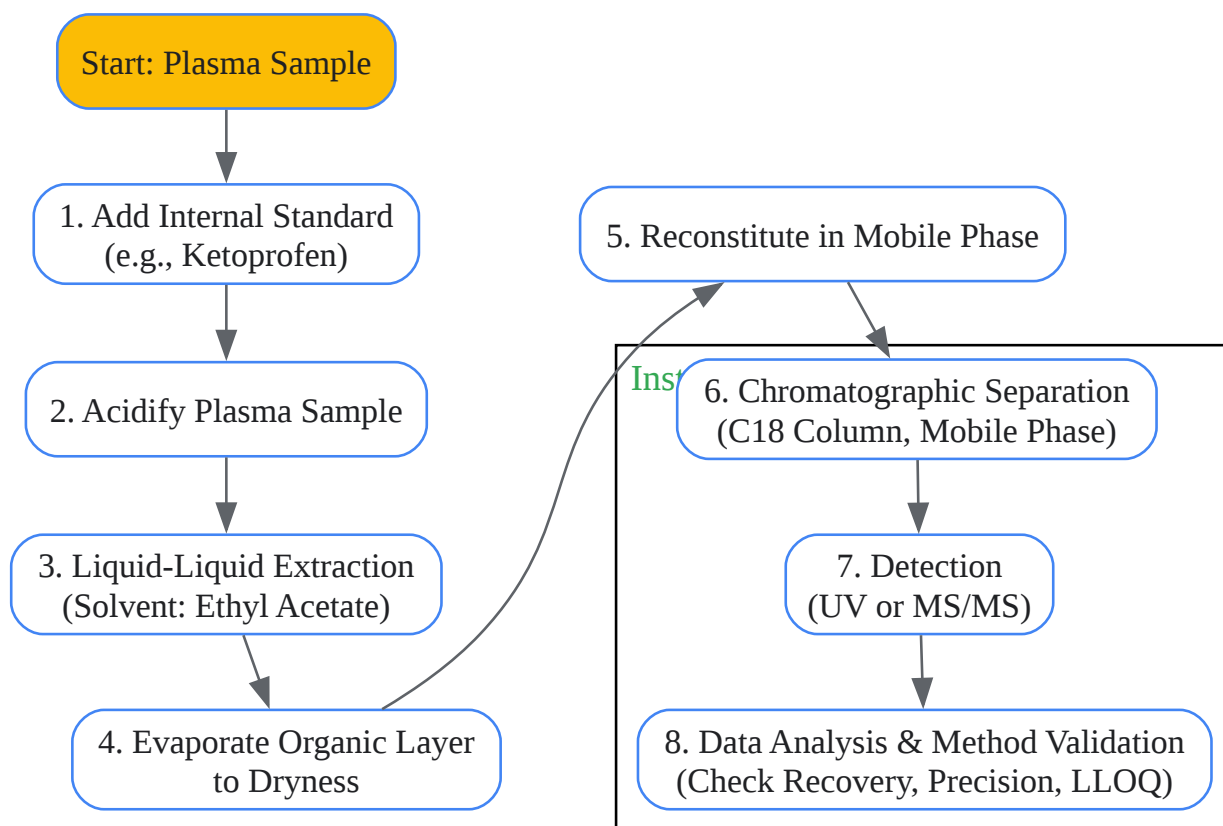 Start: Plasma Sample
1. Add Internal Standard
(e.g., Ketoprofen)
2. Acidify Plasma Sample
3. Liquid-Liquid Extraction
(Solvent: Ethyl Acetate)
4. Evaporate Organic Layer
to Dryness
5. Reconstitute in Mobile Phase
6. Chromatographic Separation
(C18 Column, Mobile Phase)
7. Detection
(UV or MS/MS)
8. Data Analysis & Method Validation
(Check Recovery, Precision, LLOQ)